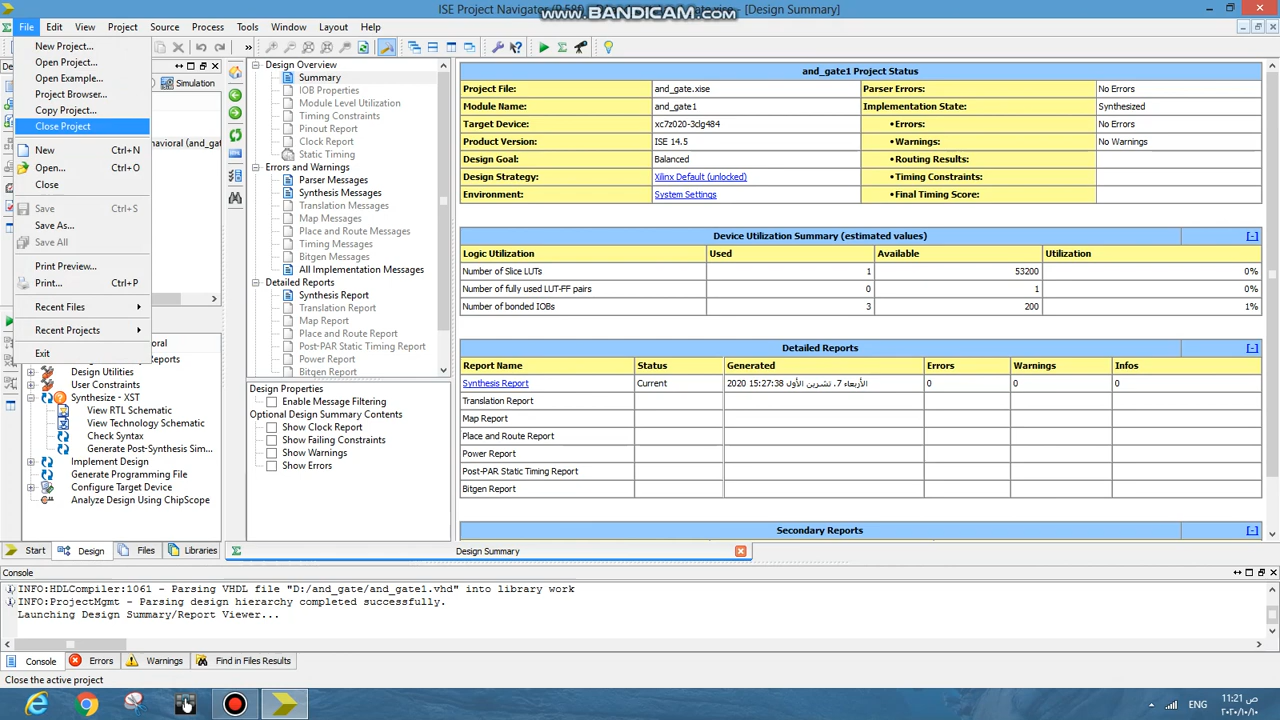 ISE Project Navigator
[Design Summary]
www.BANDICAM.com
File Edit View Project Source Process Tools Window Layout Help
New Project...
Open Project...
Open Example...
Project Browser...
Copy Project...
Close Project
New Ctrl+N
Open... Ctrl+O
Close
Save Ctrl+S
Save As...
Save All
Print Preview...
Print... Ctrl+P
Recent Files
Recent Projects
Exit
Simulation
Design Utilities
User Constraints
Synthesize - XST
View RTL Schematic
View Technology Schematic
Check Syntax
Generate Post-Synthesis Sim...
Implement Design
Generate Programming File
Configure Target Device
Analyze Design Using ChipScope
Start Design Files Libraries
Design Overview
Summary
IOB Properties
Module Level Utilization
Timing Constraints
Pinout Report
Clock Report
Static Timing
Errors and Warnings
Parser Messages
Synthesis Messages
Translation Messages
Map Messages
Place and Route Messages
Timing Messages
Bitgen Messages
All Implementation Messages
Detailed Reports
Synthesis Report
Translation Report
Map Report
Place and Route Report
Post-PAR Static Timing Report
Power Report
Bitgen Report
Design Properties
Enable Message Filtering
Optional Design Summary Contents
Show Clock Report
Show Failing Constraints
Show Warnings
Show Errors
and_gate1 Project Status
Project File: and_gate.xise Parser Errors: No Errors
Module Name: and_gate1 Implementation State: Synthesized
Target Device: xc7z020-3clg484 •Errors: No Errors
Product Version: ISE 14.5 •Warnings: No Warnings
Design Goal: Balanced •Routing Results:
Design Strategy: Xilinx Default (unlocked) •Timing Constraints:
Environment: System Settings •Final Timing Score:
Device Utilization Summary (estimated values) [-]
Logic Utilization Used Available Utilization
Number of Slice LUTs 1 53200 0%
Number of fully used LUT-FF pairs 0 1 0%
Number of bonded IOBs 3 200 1%
Detailed Reports [-]
Report Name Status Generated Errors Warnings Infos
Synthesis Report Current الأربعاء 7. تشرين الأول 15:27:38 2020 0 0 0
Translation Report
Map Report
Place and Route Report
Power Report
Post-PAR Static Timing Report
Bitgen Report
Secondary Reports [-]
Design Summary
Console
INFO:HDLCompiler:1061 - Parsing VHDL file "D:/and_gate/and_gate1.vhd" into library work
INFO:ProjectMgmt - Parsing design hierarchy completed successfully.
Launching Design Summary/Report Viewer...
Console Errors Warnings Find in Files Results
Close the active project
ENG
11:21 ص
٢٠٢٠/١٠/١٠